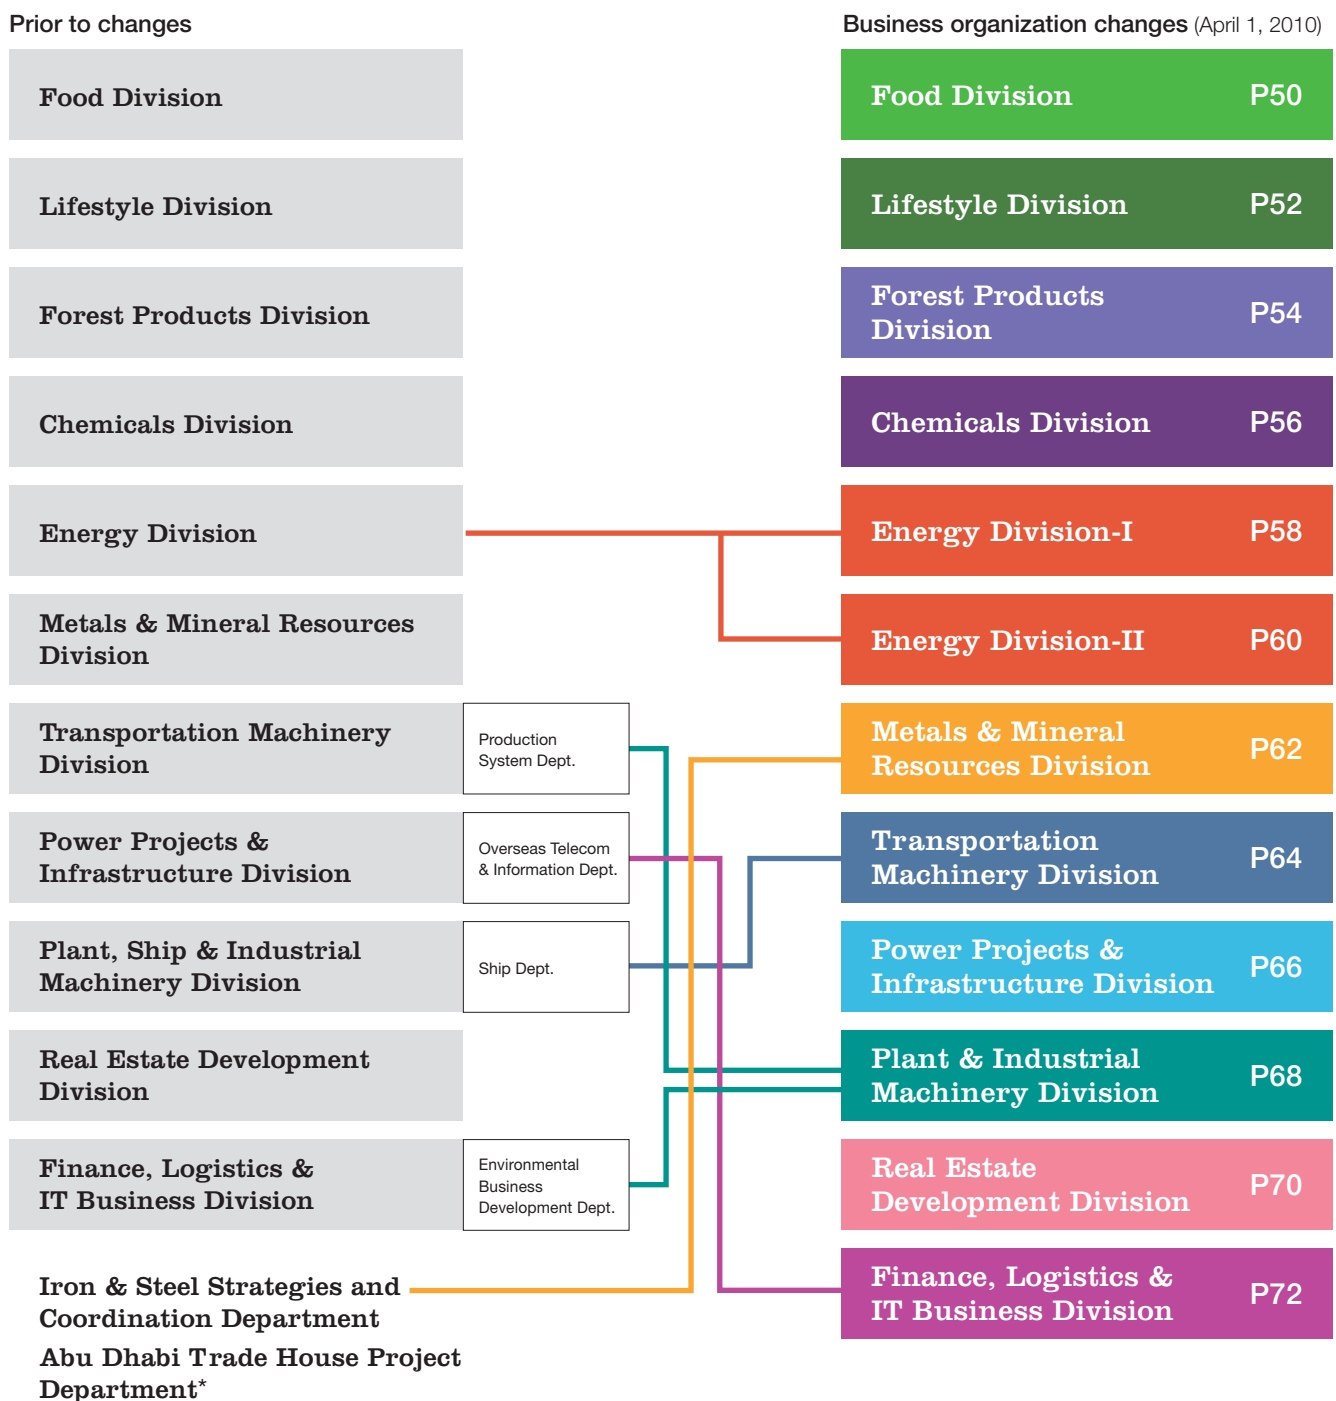 Prior to changes
Food Division
Lifestyle Division
Forest Products Division
Chemicals Division
Energy Division
Metals & Mineral Resources
Division
Transportation Machinery
Division
Production
System Dept.
Power Projects &
Infrastructure Division
Overseas Telecom
& Information Dept.
Plant, Ship & Industrial
Machinery Division
Ship Dept.
Real Estate Development
Division
Finance, Logistics &
IT Business Division
Environmental
Business
Development Dept.
Iron & Steel Strategies and
Coordination Department
Abu Dhabi Trade House Project
Department*
Business organization changes (April 1, 2010)
Food Division P50
Lifestyle Division P52
Forest Products
Division P54
Chemicals Division P56
Energy Division-I P58
Energy Division-II P60
Metals & Mineral
Resources Division P62
Transportation
Machinery Division P64
Power Projects &
Infrastructure Division P66
Plant & Industrial
Machinery Division P68
Real Estate
Development Division P70
Finance, Logistics &
IT Business Division P72